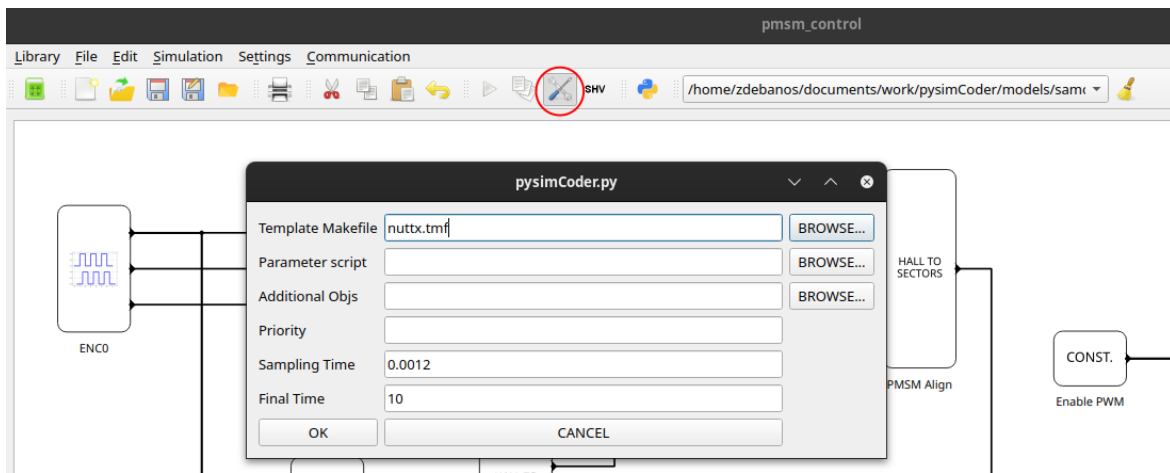 pmsm_control
Library File Edit Simulation Settings Communication
SHV
/home/zdebanos/documents/work/pysimCoder/models/samo
pysimCoder.py
Template Makefile nuttx.tmf BROWSE...
Parameter script BROWSE...
Additional Objs BROWSE...
Priority
Sampling Time 0.0012
Final Time 10
OK CANCEL
ENC0
HALL TO
SECTORS
PMSM Align
CONST.
Enable PWM